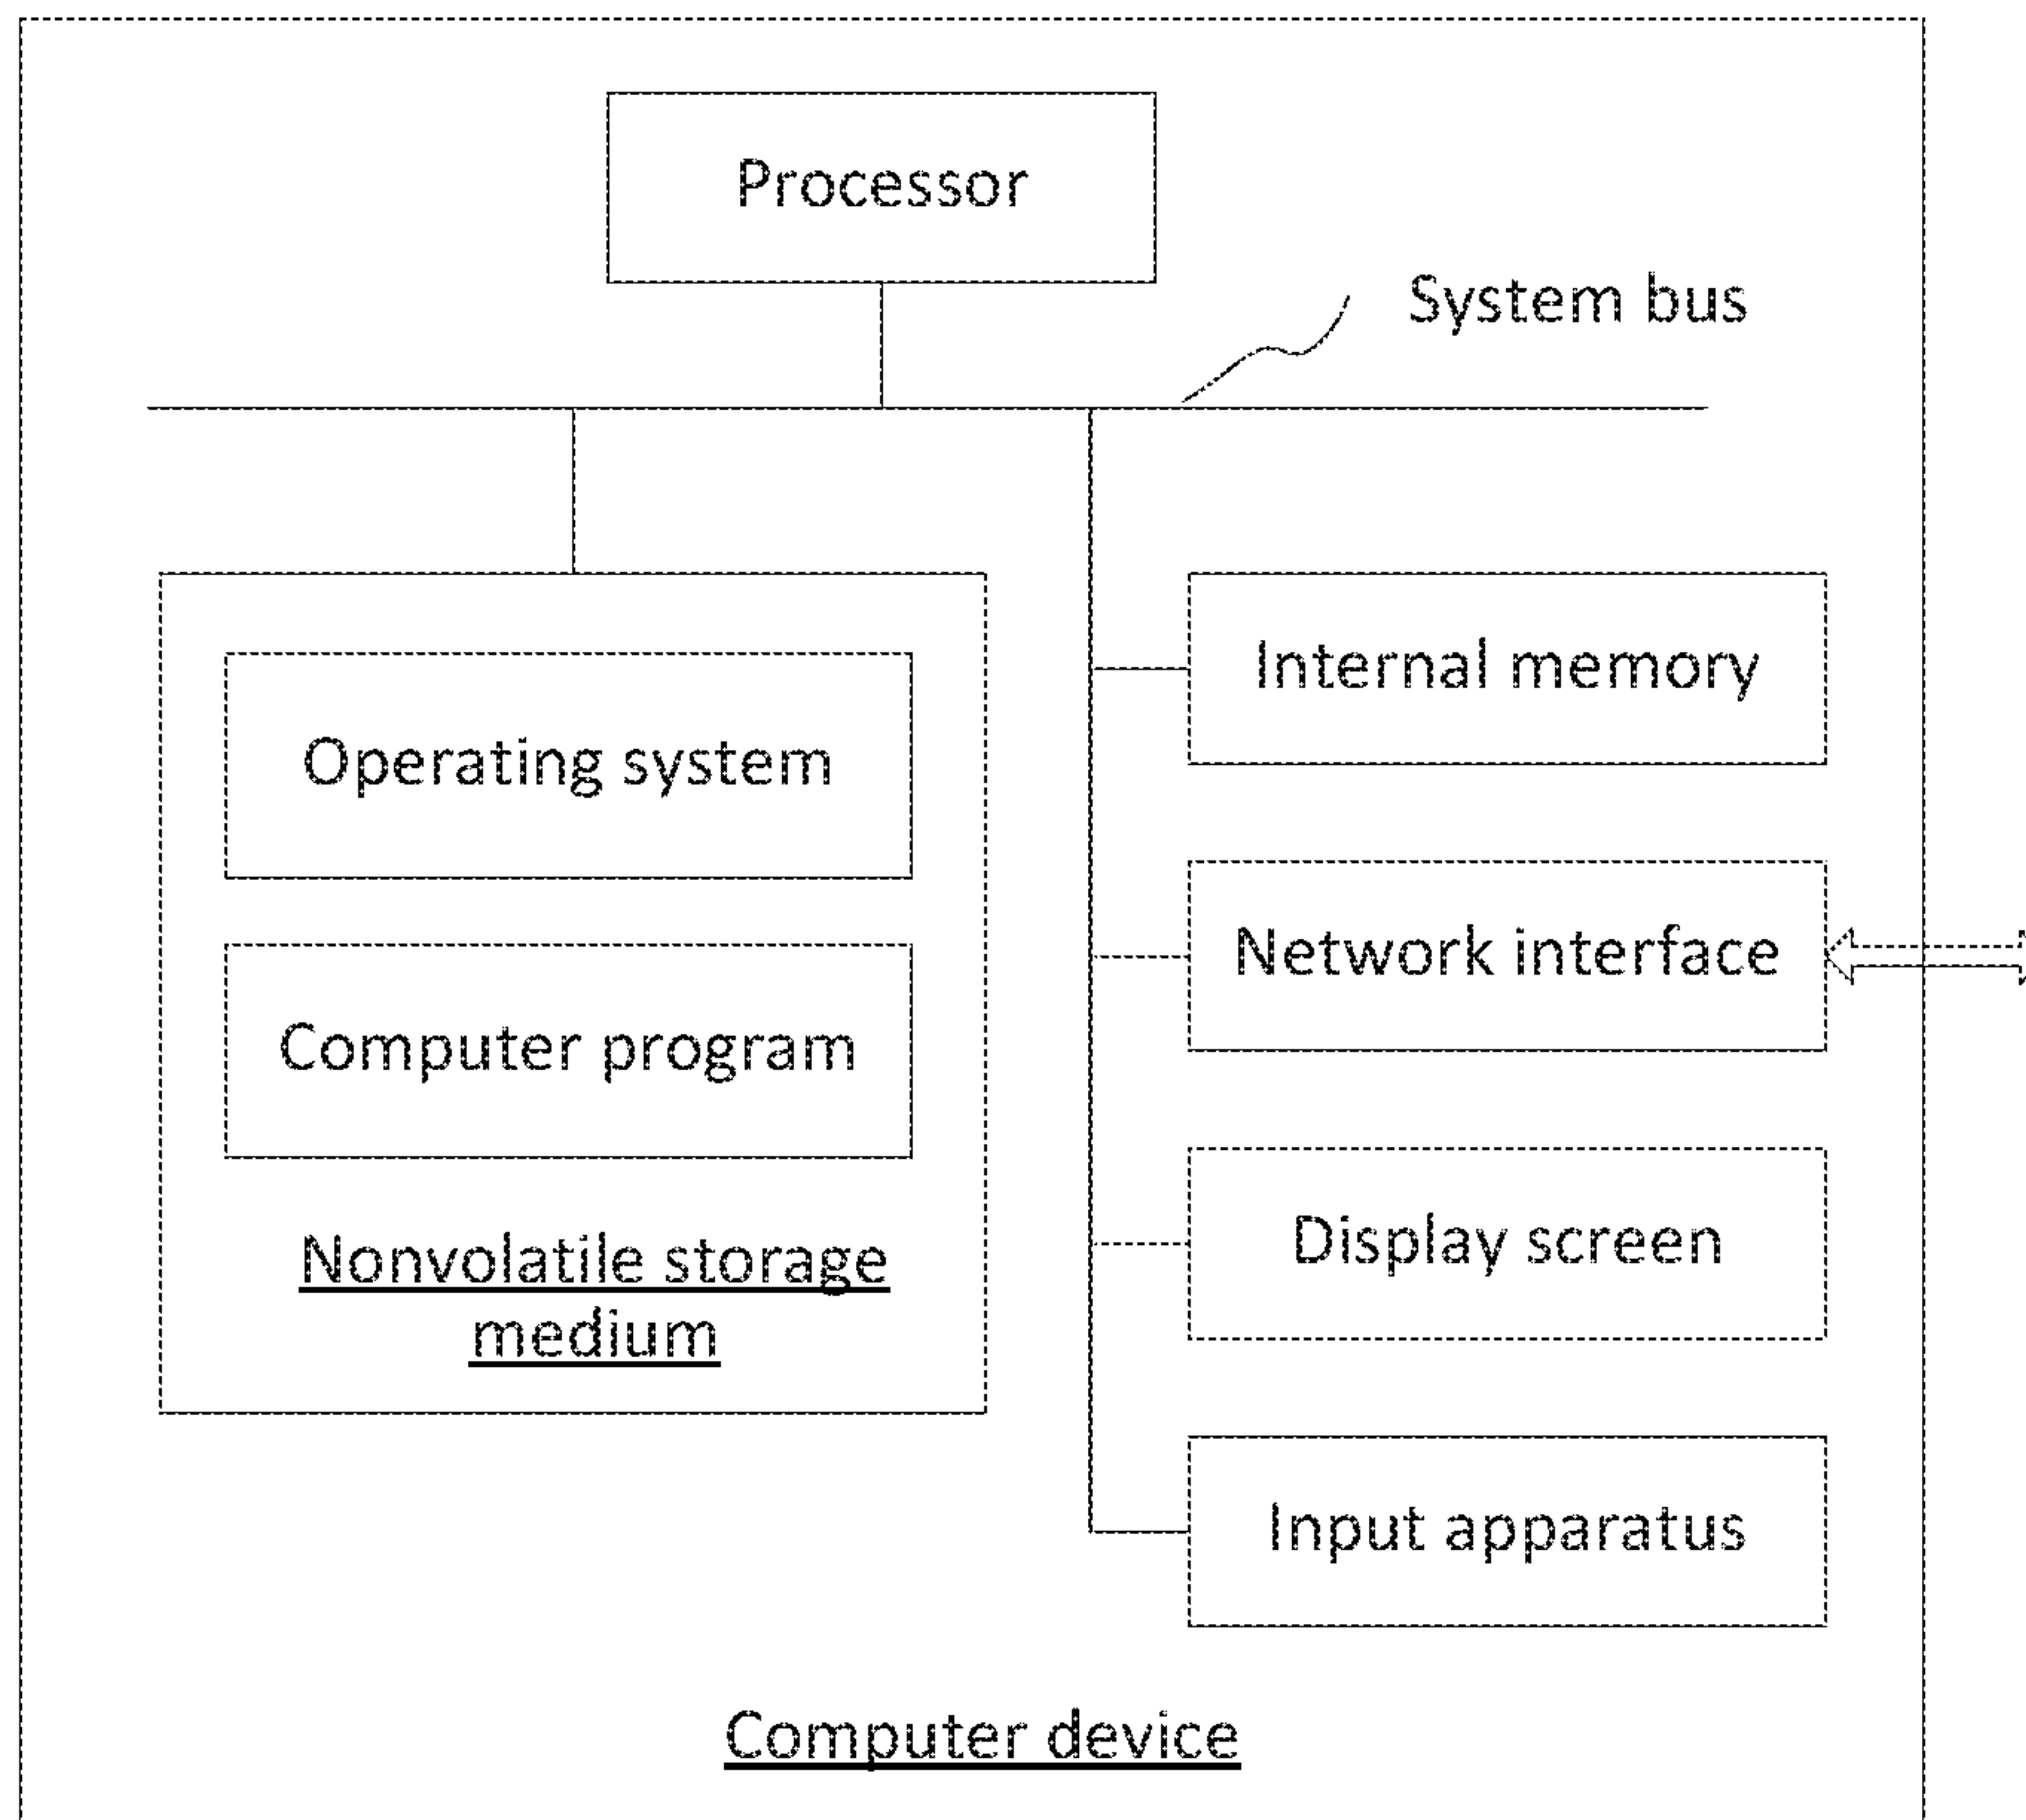 Processor
System bus
Operating system
Computer program
Nonvolatile storage
medium
Internal memory
Network interface
Display screen
Input apparatus
Computer device